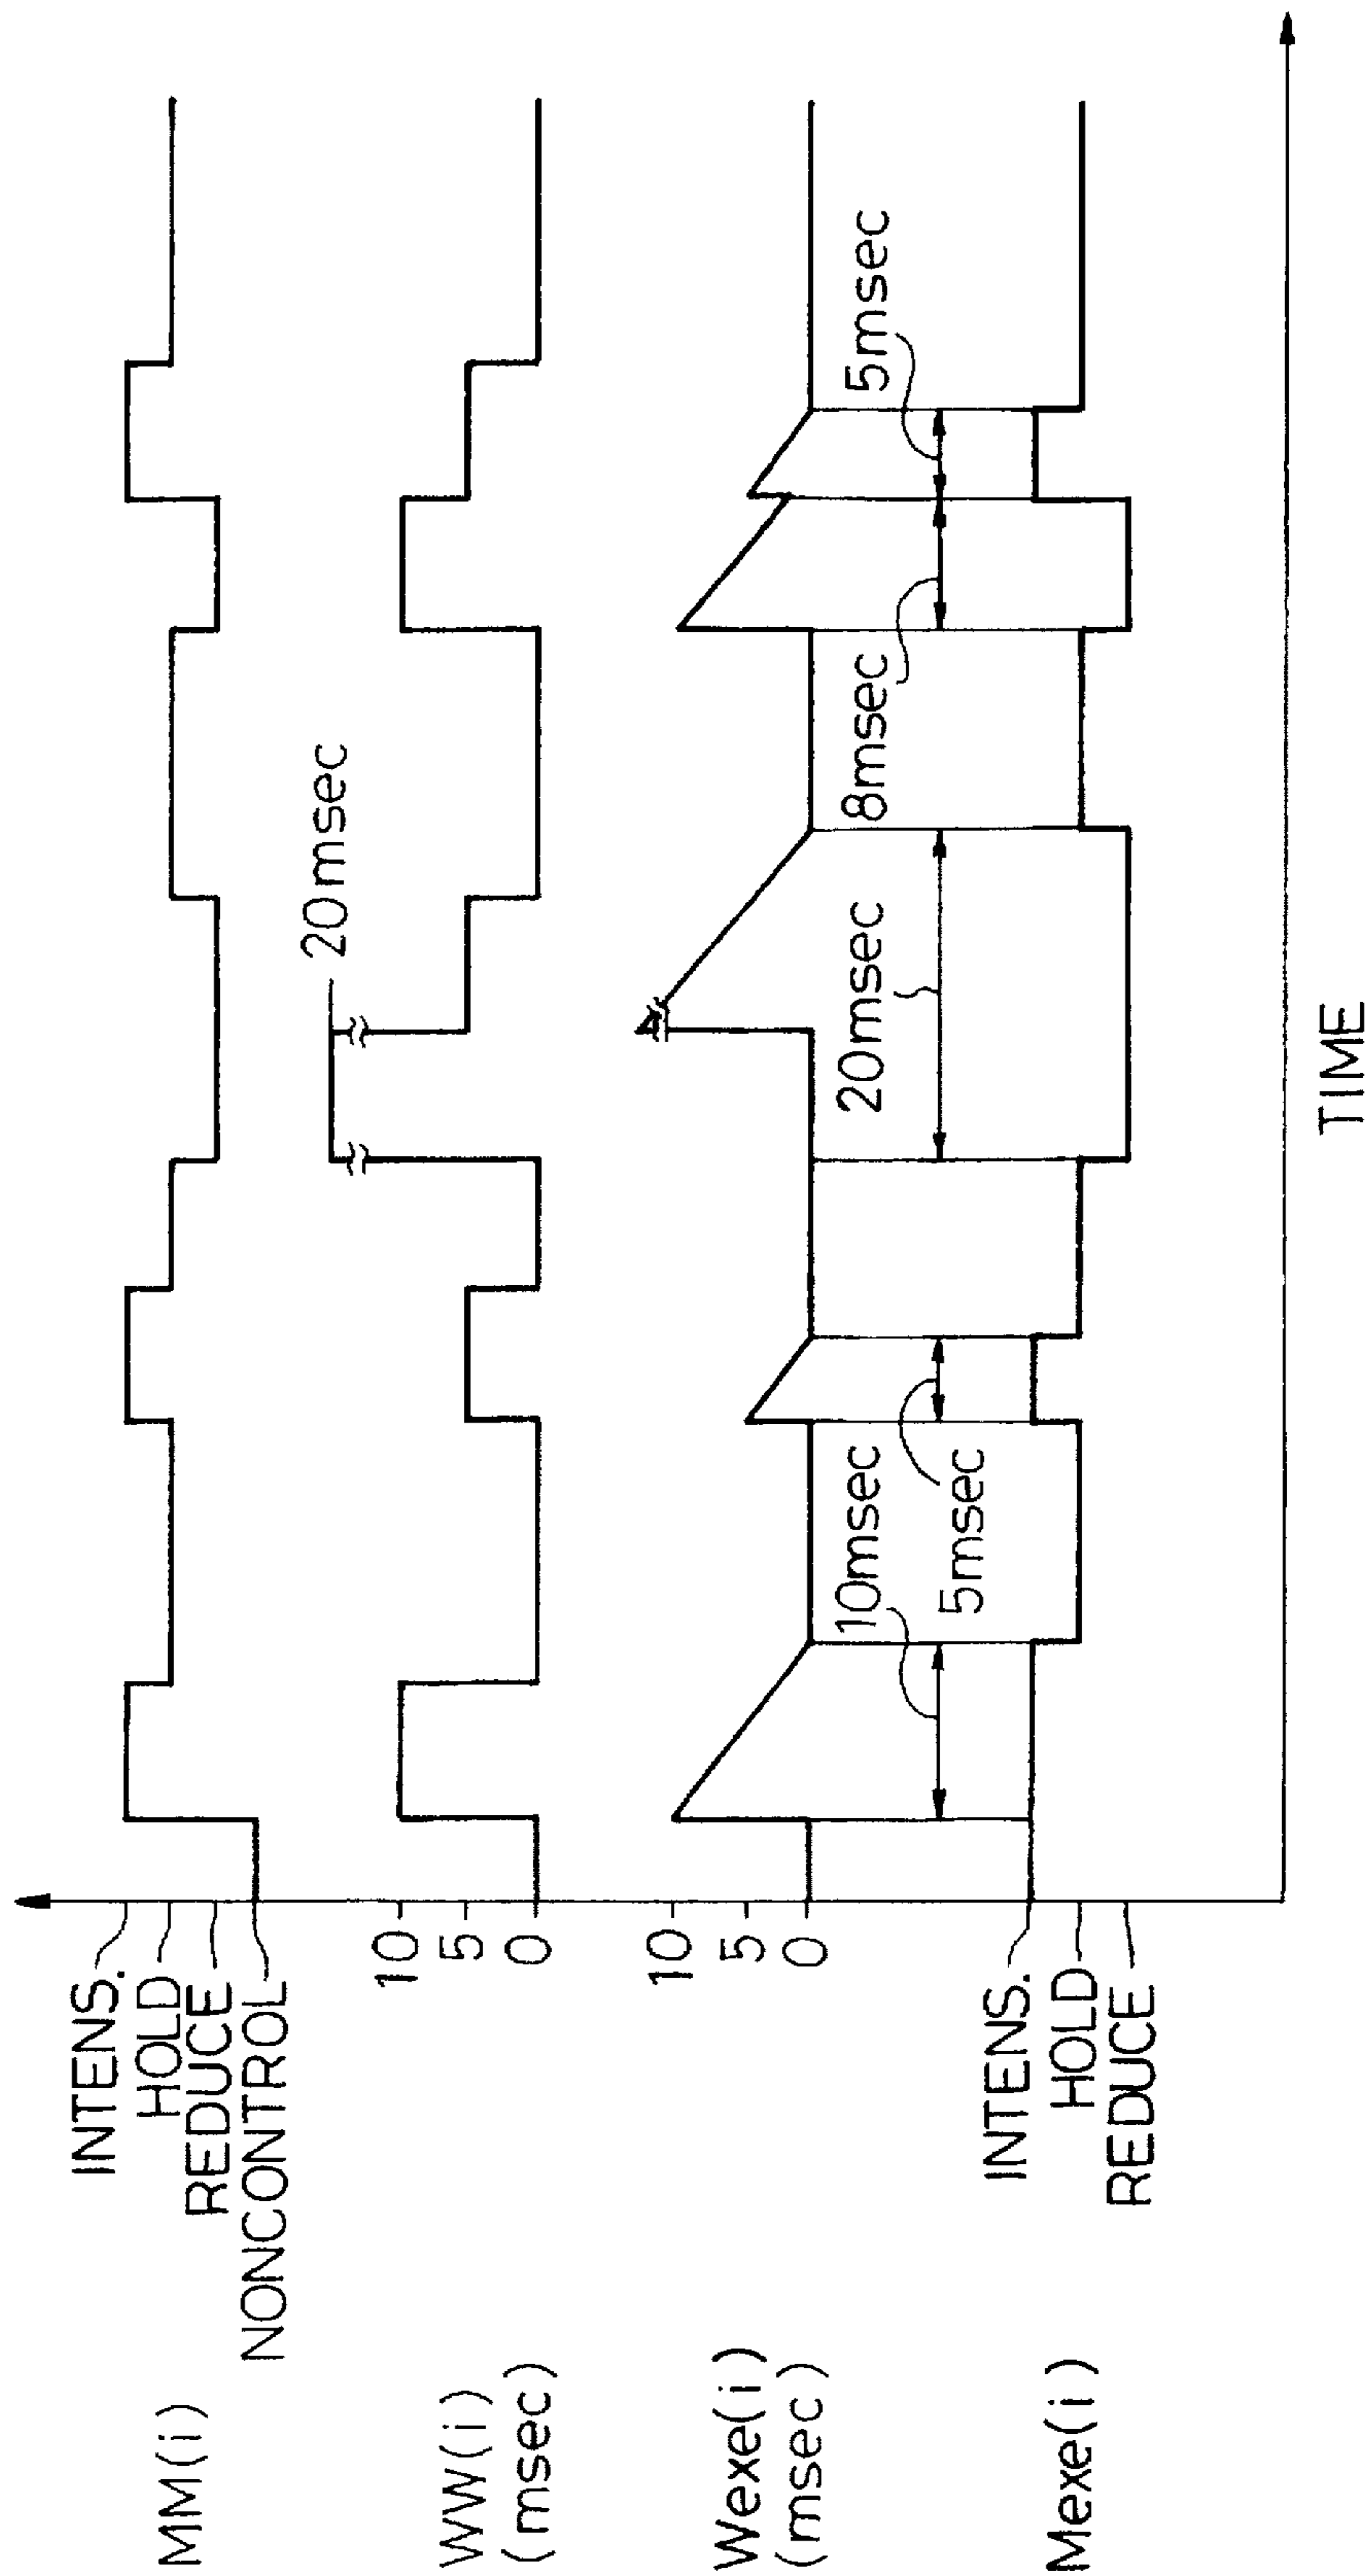 MM(i)
INTENS.
HOLD
REDUCE
NONCONTROL
WW(i)
(msec)
10
5
0
20msec
Wexe(i)
(msec)
10
5
0
10msec
5msec
20msec
8msec
5msec
Mexe(i)
INTENS.
HOLD
REDUCE
TIME